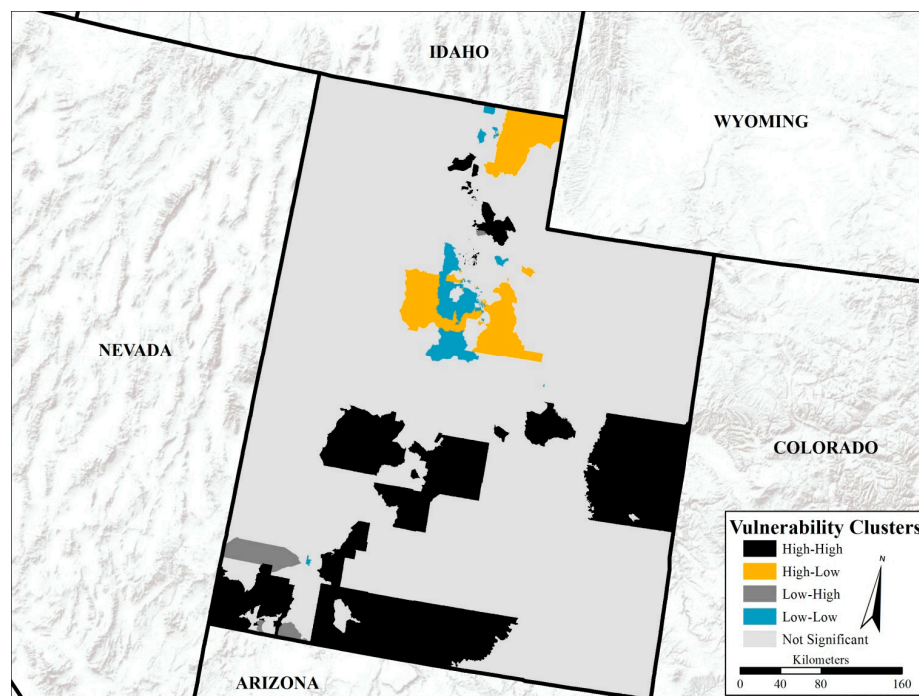 IDAHO
WYOMING
NEVADA
COLORADO
ARIZONA
Vulnerability Clusters
High-High
High-Low
Low-High
Low-Low
Not Significant
N
Kilometers
0 40 80 160